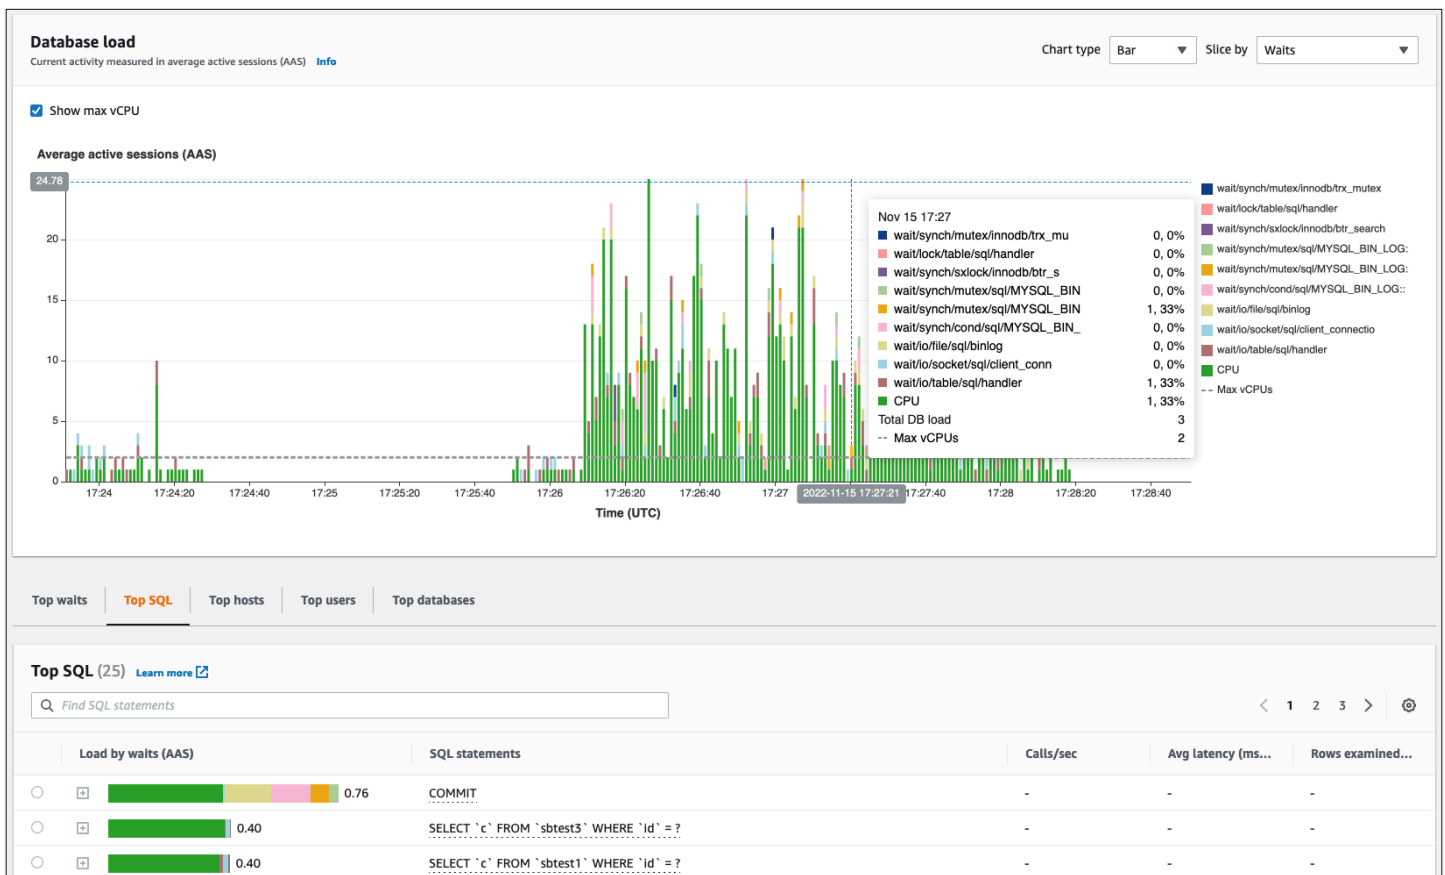 Database load
Current activity measured in average active sessions (AAS) Info
Chart type Bar Slice by Waits
Show max vCPU
Average active sessions (AAS)
24.78
20
15
10
5
0
17:24 17:24:20 17:24:40 17:25 17:25:20 17:25:40 17:26 17:26:20 17:26:40 17:27 2022-11-15 17:27:21 17:27:40 17:28 17:28:20 17:28:40
Time (UTC)
Nov 15 17:27
wait/synch/mutex/innodb/trx_mu 0, 0%
wait/lock/table/sql/handler 0, 0%
wait/synch/sxlock/innodb/btr_s 0, 0%
wait/synch/mutex/sql/MYSQL_BIN 0, 0%
wait/synch/mutex/sql/MYSQL_BIN 1, 33%
wait/synch/cond/sql/MYSQL_BIN_ 0, 0%
wait/io/file/sql/binlog 0, 0%
wait/io/socket/sql/client_conn 0, 0%
wait/io/table/sql/handler 1, 33%
CPU 1, 33%
Total DB load 3
Max vCPUs 2
wait/synch/mutex/innodb/trx_mutex
wait/lock/table/sql/handler
wait/synch/sxlock/innodb/btr_search
wait/synch/mutex/sql/MYSQL_BIN_LOG:
wait/synch/mutex/sql/MYSQL_BIN_LOG:
wait/synch/cond/sql/MYSQL_BIN_LOG::
wait/io/file/sql/binlog
wait/io/socket/sql/client_connectio
wait/io/table/sql/handler
CPU
Max vCPUs
Top waits Top SQL Top hosts Top users Top databases
Top SQL (25) Learn more
Find SQL statements
1 2 3
Load by waits (AAS) SQL statements Calls/sec Avg latency (ms... Rows examined...
0.76 COMMIT - - -
0.40 SELECT `c` FROM `sbtest3` WHERE `id` = ? - - -
0.40 SELECT `c` FROM `sbtest1` WHERE `id` = ? - - -